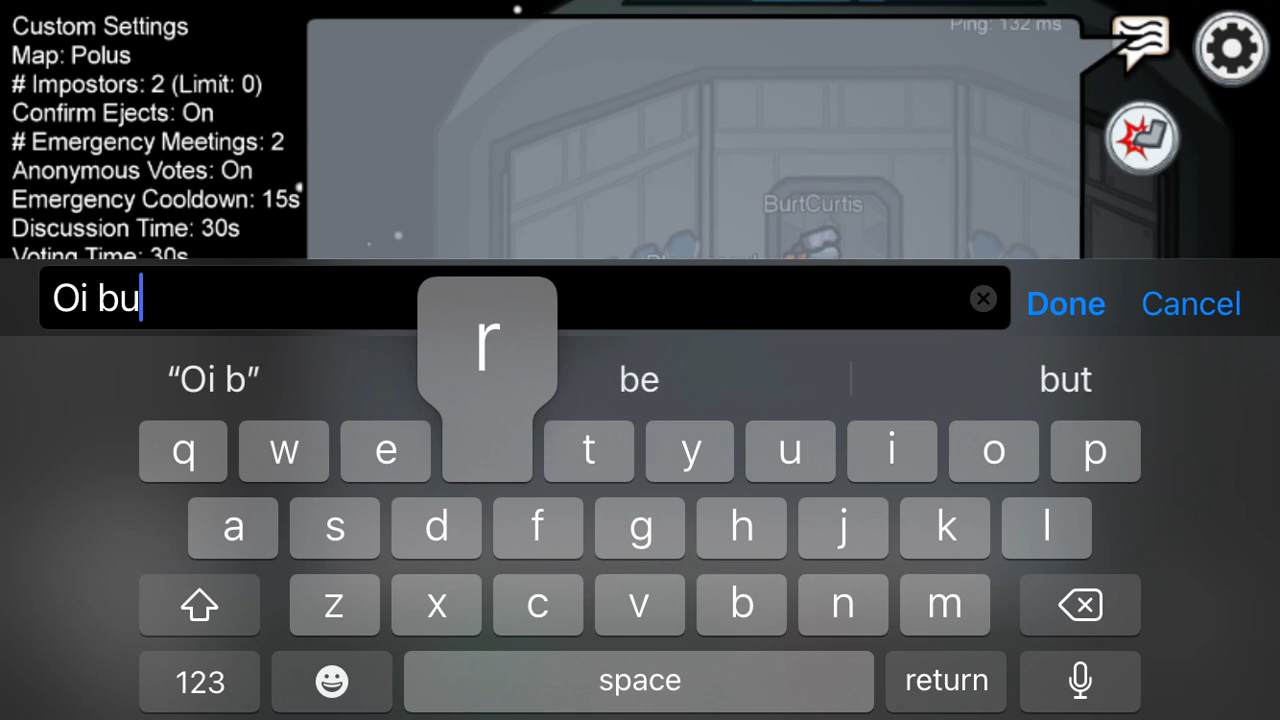 Custom Settings
Map: Polus
# Impostors: 2 (Limit: 0)
Confirm Ejects: On
# Emergency Meetings: 2
Anonymous Votes: On
Emergency Cooldown: 15s
Discussion Time: 30s
Voting Time: 30s
Ping: 132 ms
BurtCurtis
Oi bu
Done
Cancel
r
“Oi b”
be
but
q w e t y u i o p
a s d f g h j k l
z x c v b n m
123
space
return